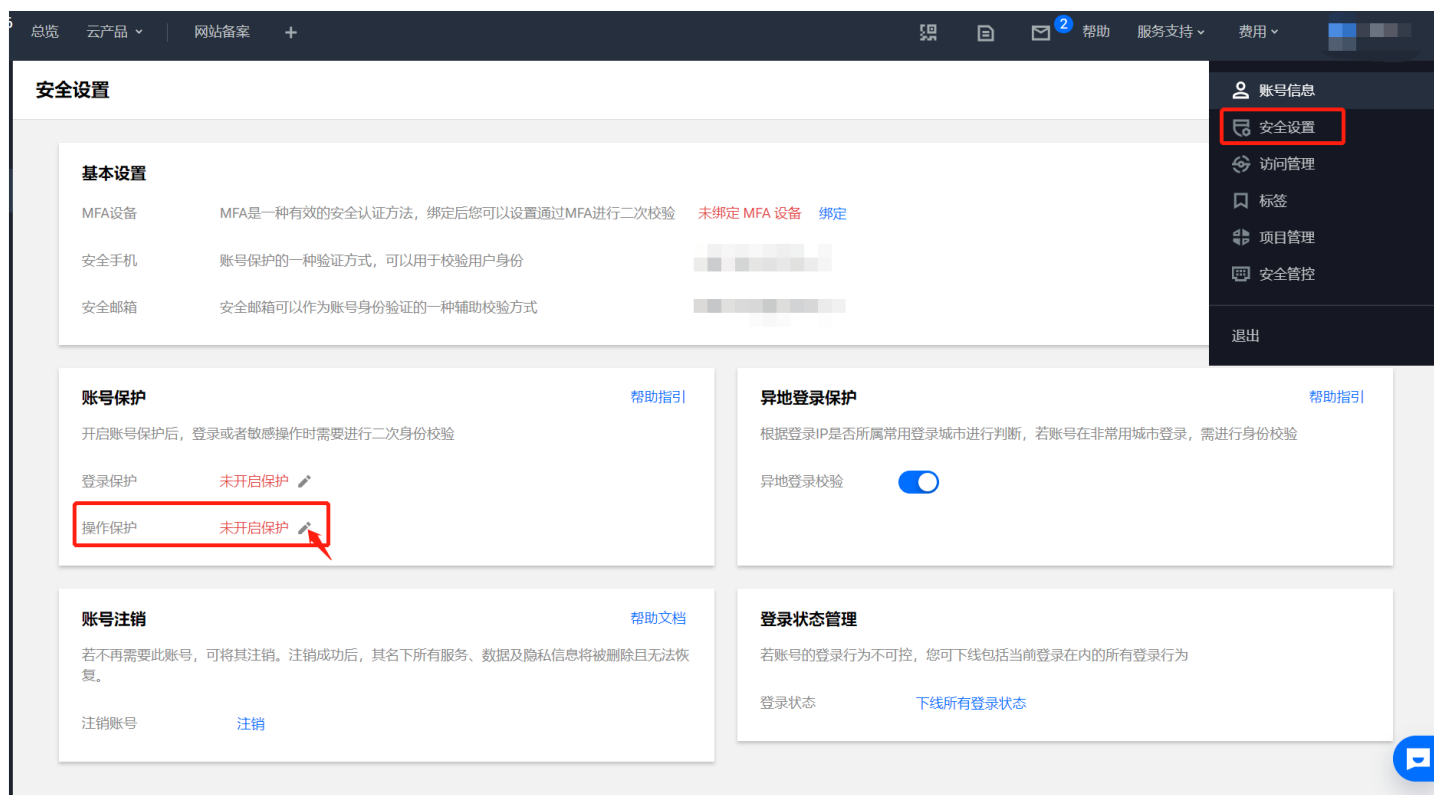 总览 云产品 网站备案 + 2 帮助 服务支持 费用
安全设置
账号信息
安全设置
访问管理
标签
项目管理
安全管控
退出
基本设置
MFA设备 MFA是一种有效的安全认证方法，绑定后您可以设置通过MFA进行二次校验 未绑定 MFA 设备 绑定
安全手机 账号保护的一种验证方式，可以用于校验用户身份
安全邮箱 安全邮箱可以作为账号身份验证的一种辅助校验方式
账号保护 帮助指引
开启账号保护后，登录或者敏感操作时需要进行二次身份校验
登录保护 未开启保护
操作保护 未开启保护
异地登录保护 帮助指引
根据登录IP是否所属常用登录城市进行判断，若账号在非常用城市登录，需进行身份校验
异地登录校验
账号注销 帮助文档
若不再需要此账号，可将其注销。注销成功后，其名下所有服务、数据及隐私信息将被删除且无法恢
复。
注销账号 注销
登录状态管理
若账号的登录行为不可控，您可下线包括当前登录在内的所有登录行为
登录状态 下线所有登录状态